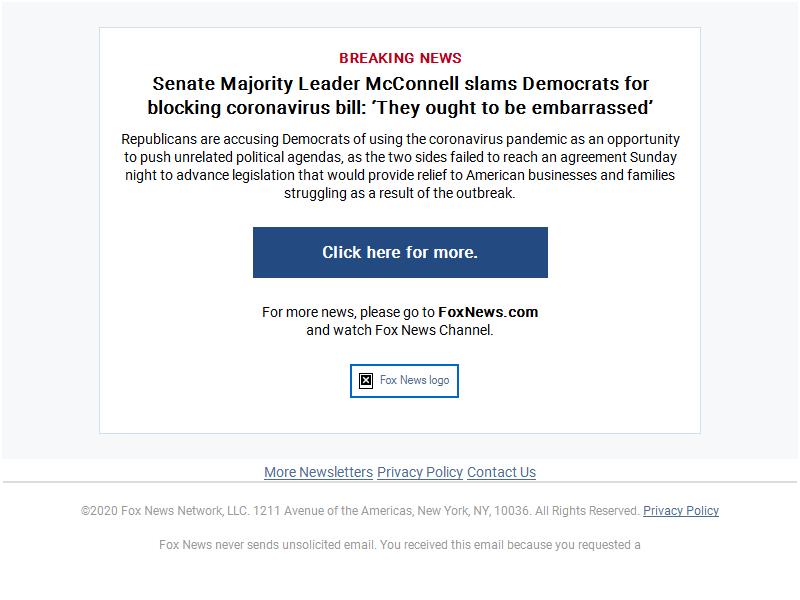 BREAKING NEWS
Senate Majority Leader McConnell slams Democrats for
blocking coronavirus bill: ‘They ought to be embarrassed’
Republicans are accusing Democrats of using the coronavirus pandemic as an opportunity
to push unrelated political agendas, as the two sides failed to reach an agreement Sunday
night to advance legislation that would provide relief to American businesses and families
struggling as a result of the outbreak.
Click here for more.
For more news, please go to FoxNews.com
and watch Fox News Channel.
Fox News logo
More Newsletters Privacy Policy Contact Us
©2020 Fox News Network, LLC. 1211 Avenue of the Americas, New York, NY, 10036. All Rights Reserved. Privacy Policy
Fox News never sends unsolicited email. You received this email because you requested a